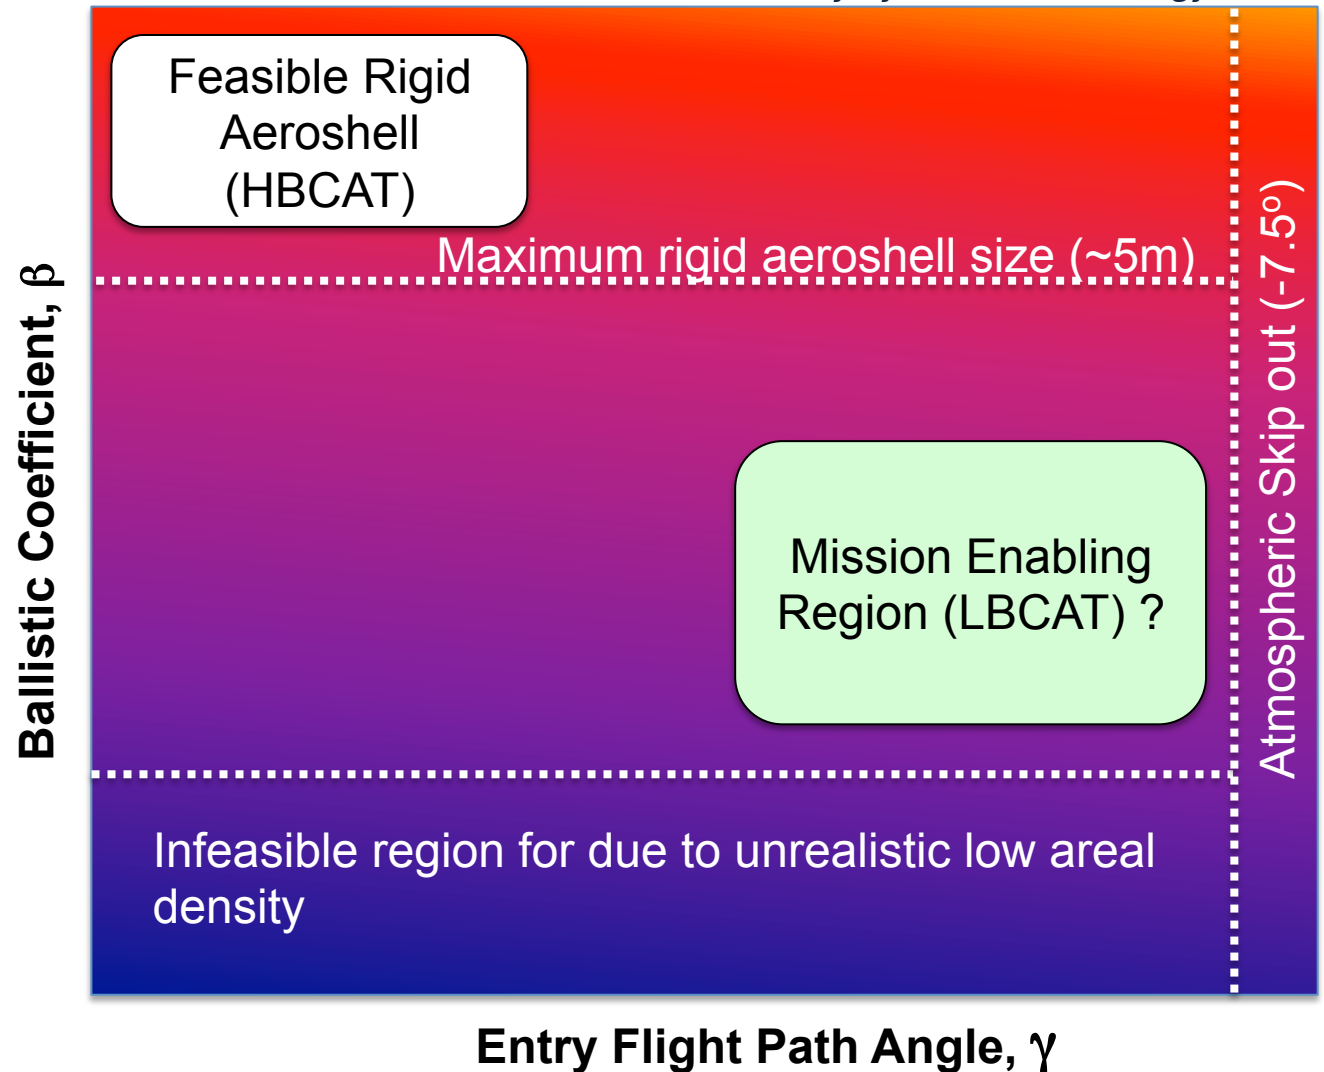 Feasible Rigid
Aeroshell
(HBCAT)
Maximum rigid aeroshell size (~5m)
Atmospheric Skip out (-7.5º)
Mission Enabling
Region (LBCAT) ?
Infeasible region for due to unrealistic low areal
density
Ballistic Coefficient, β
Entry Flight Path Angle, γ